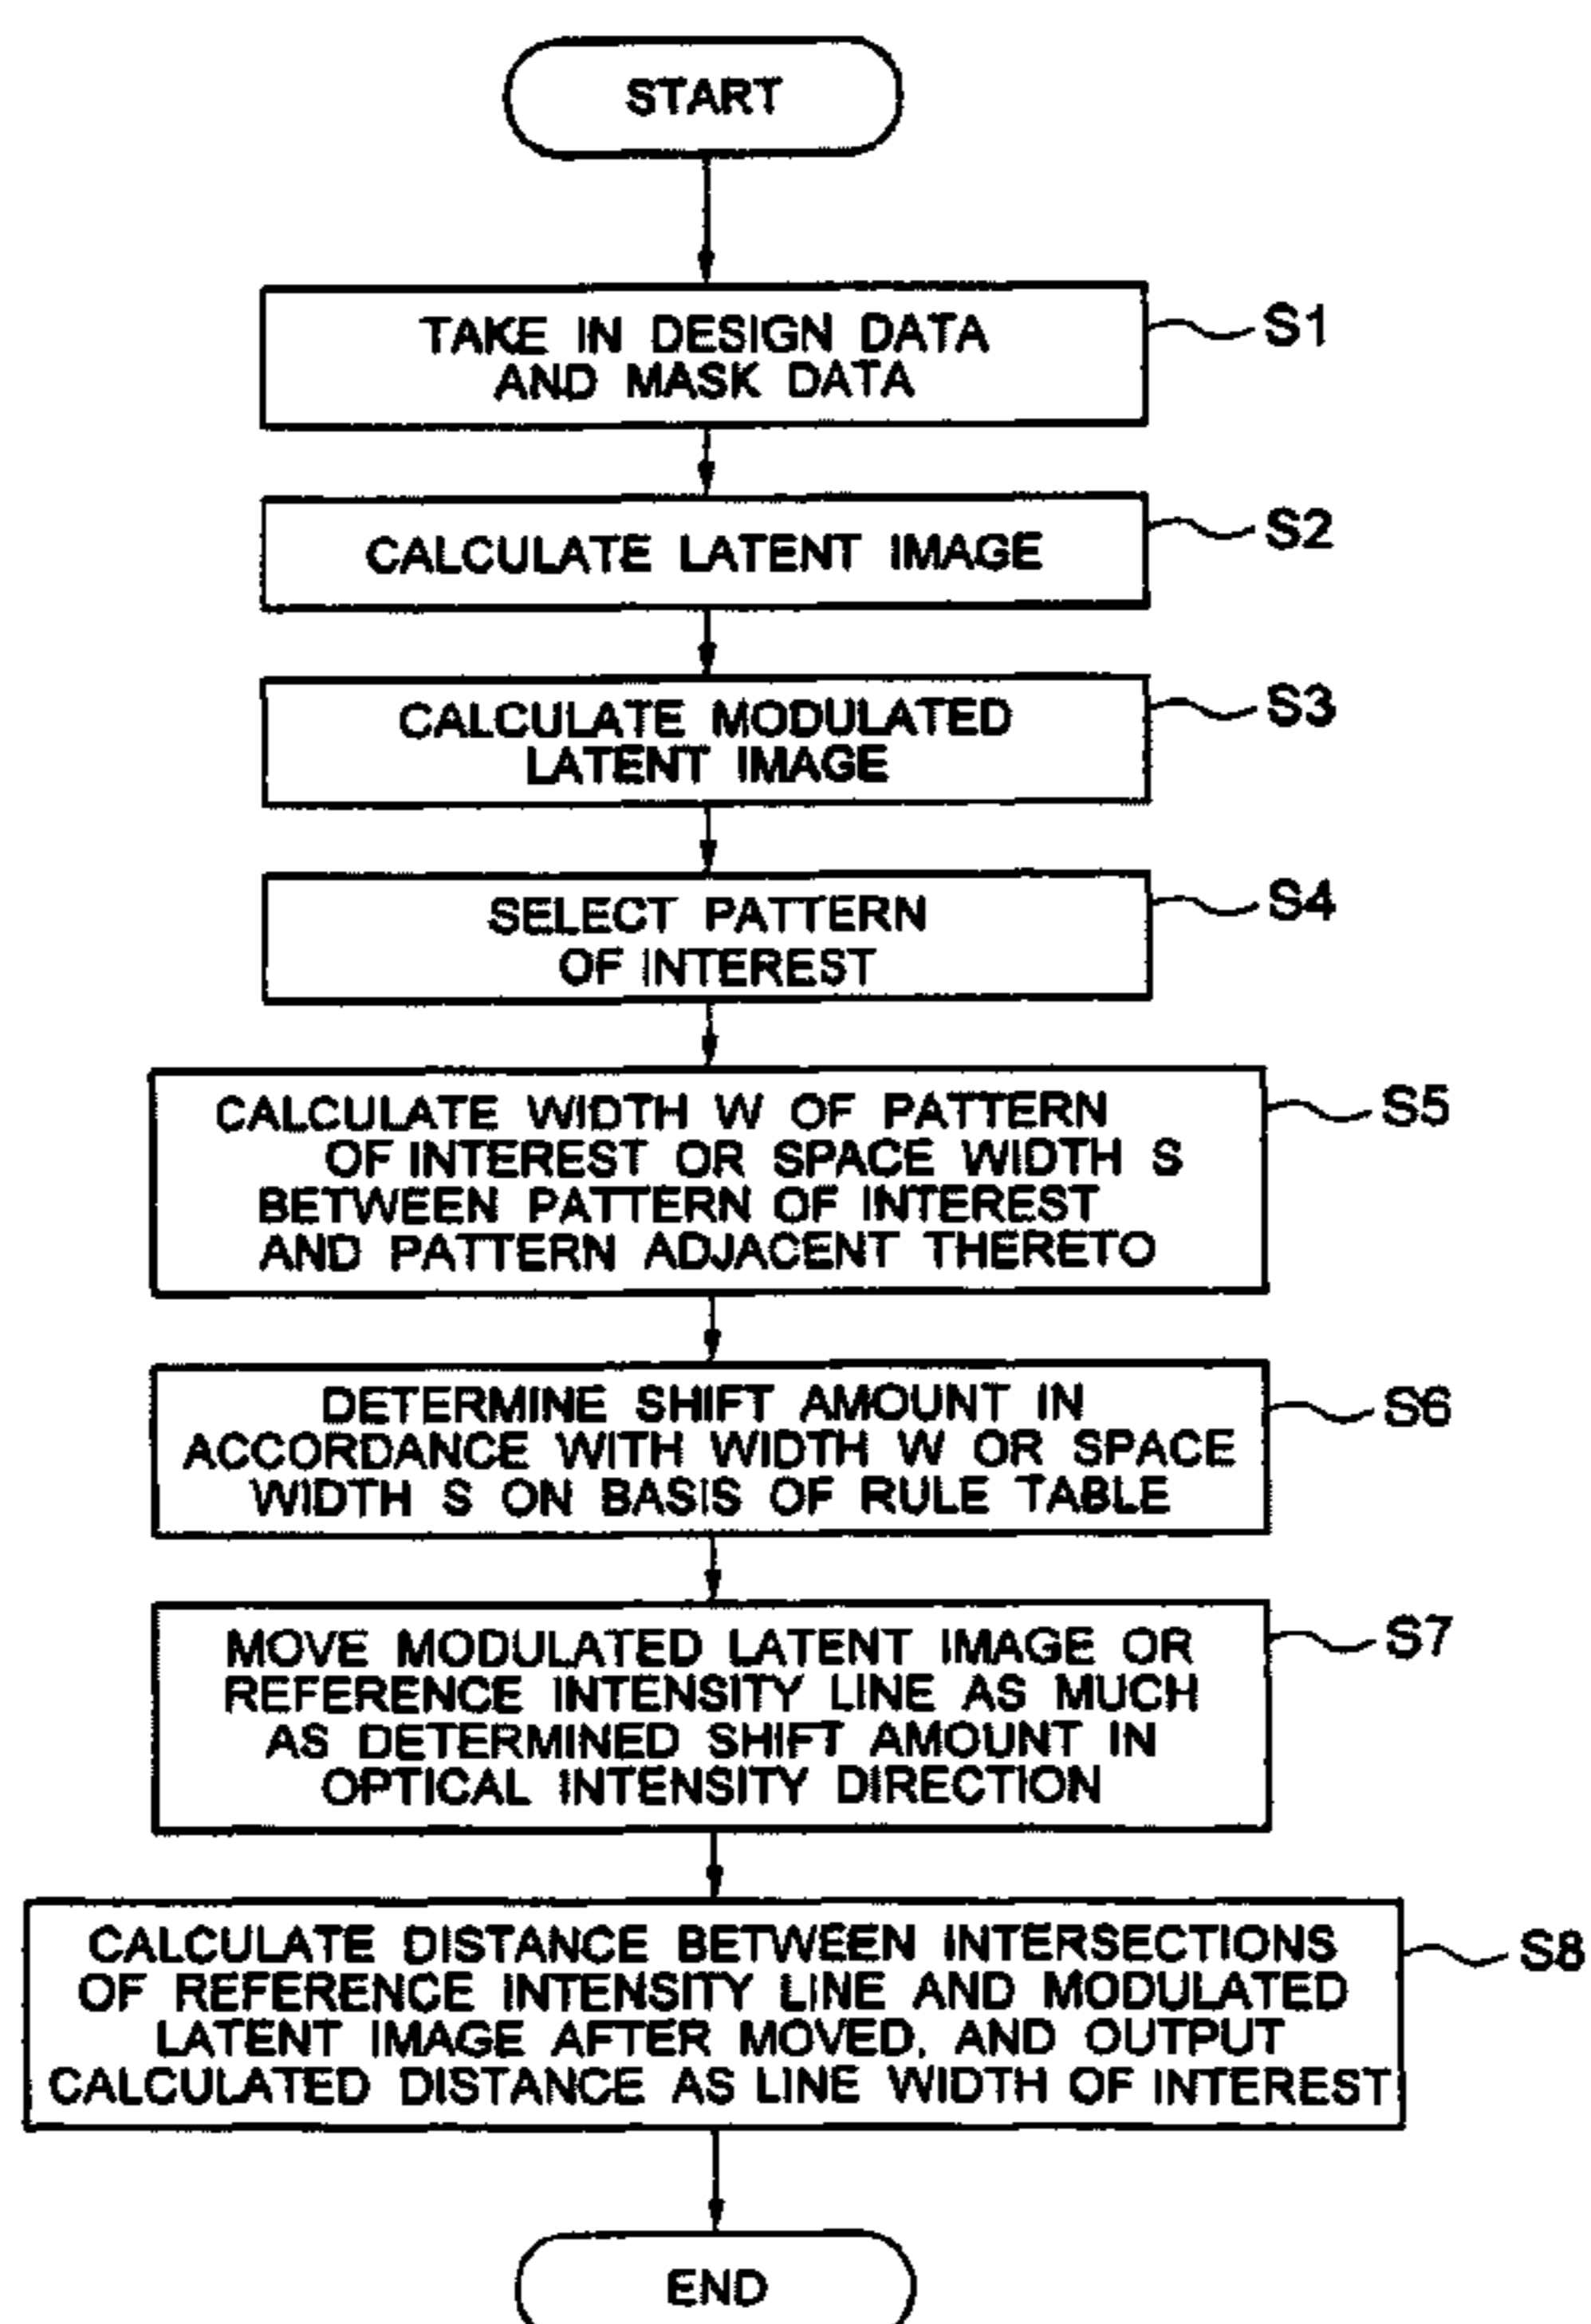 START
TAKE IN DESIGN DATA
AND MASK DATA
S1
CALCULATE LATENT IMAGE
S2
CALCULATE MODULATED
LATENT IMAGE
S3
SELECT PATTERN
OF INTEREST
S4
CALCULATE WIDTH W OF PATTERN
OF INTEREST OR SPACE WIDTH S
BETWEEN PATTERN OF INTEREST
AND PATTERN ADJACENT THERETO
S5
DETERMINE SHIFT AMOUNT IN
ACCORDANCE WITH WIDTH W OR SPACE
WIDTH S ON BASIS OF RULE TABLE
S6
MOVE MODULATED LATENT IMAGE OR
REFERENCE INTENSITY LINE AS MUCH
AS DETERMINED SHIFT AMOUNT IN
OPTICAL INTENSITY DIRECTION
S7
CALCULATE DISTANCE BETWEEN INTERSECTIONS
OF REFERENCE INTENSITY LINE AND MODULATED
LATENT IMAGE AFTER MOVED, AND OUTPUT
CALCULATED DISTANCE AS LINE WIDTH OF INTEREST
S8
END